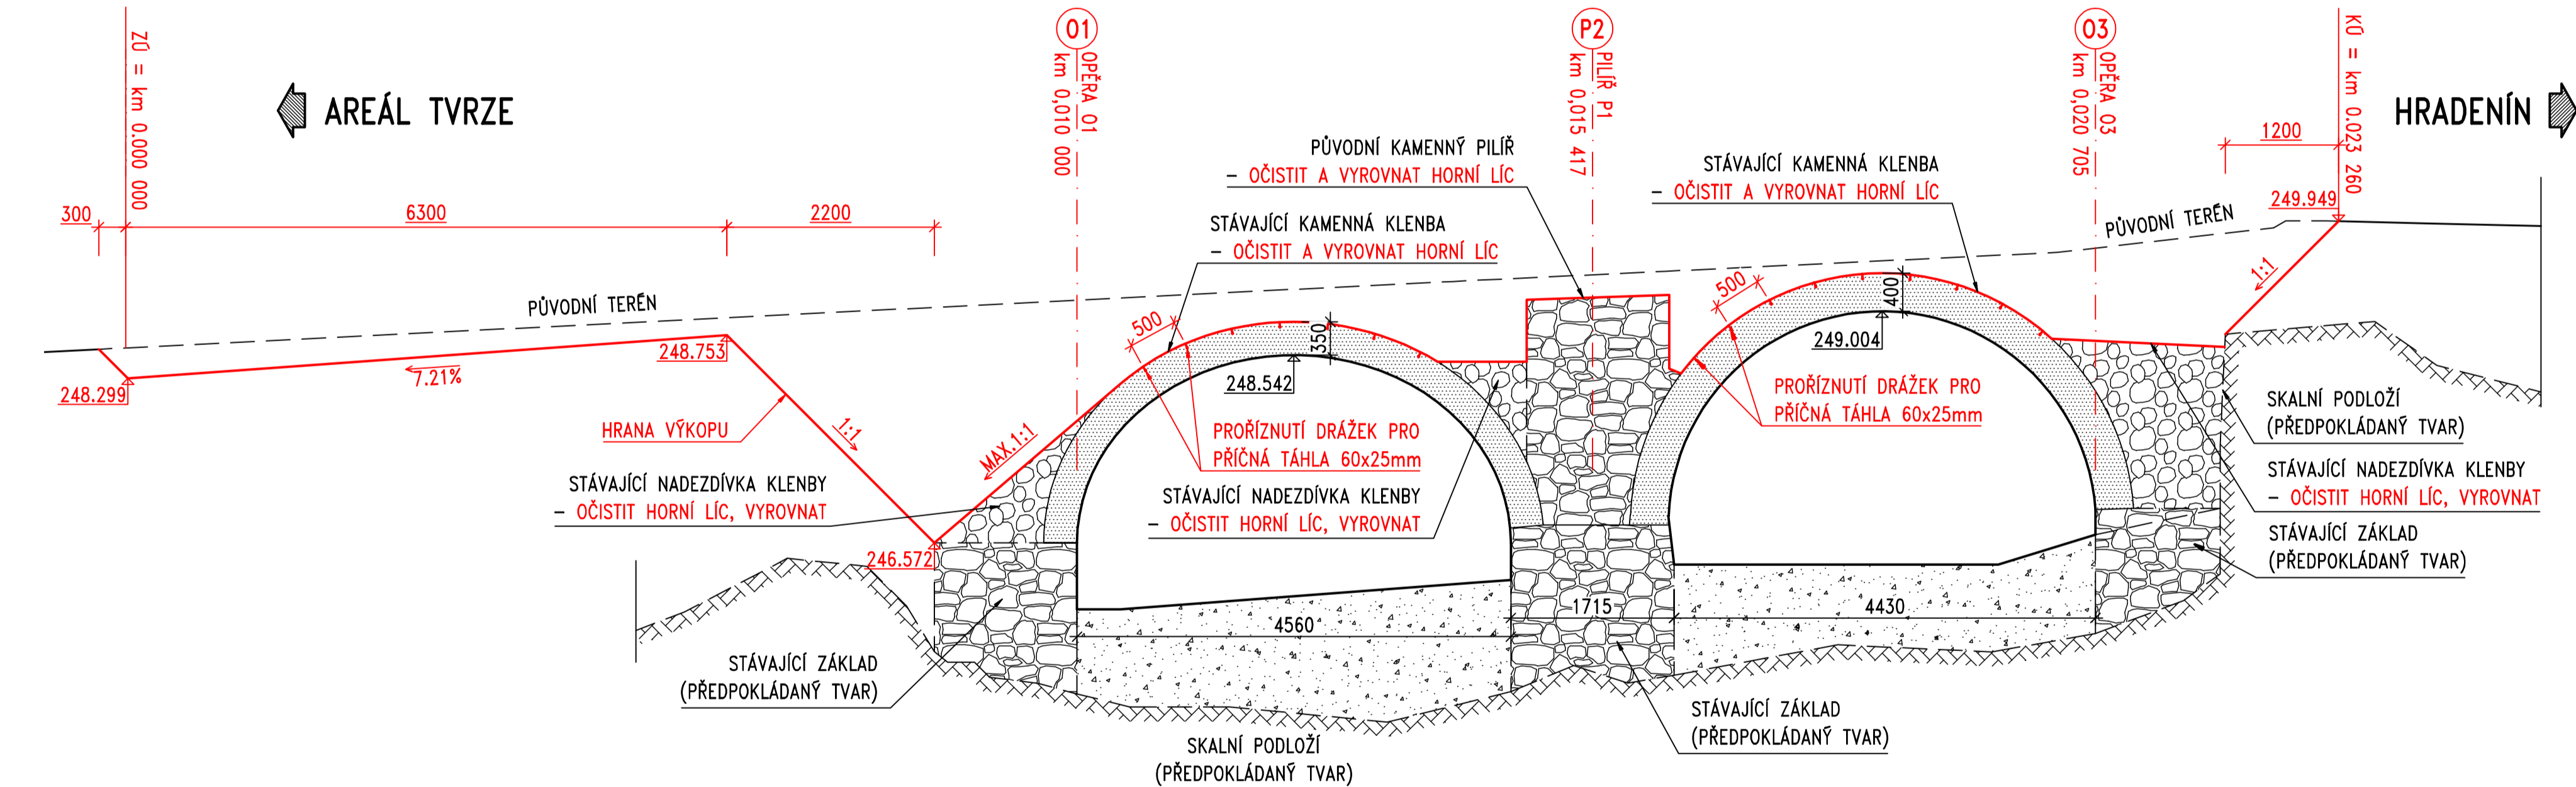 ZÚ = km 0.000 000
AREÁL TVRZE
O1
OPĚRA O1
km 0,010 000
P2
PILÍŘ P1
km 0,015 417
O3
OPĚRA O3
km 0,020 705
KÚ = km 0.023 260
HRADENÍN
1200
249.949
300
6300
2200
PŮVODNÍ KAMENNÝ PILÍŘ
– OČISTIT A VYROVNAT HORNÍ LÍC
STÁVAJÍCÍ KAMENNÁ KLENBA
– OČISTIT A VYROVNAT HORNÍ LÍC
STÁVAJÍCÍ KAMENNÁ KLENBA
– OČISTIT A VYROVNAT HORNÍ LÍC
PŮVODNÍ TERÉN
PŮVODNÍ TERÉN
1:1
500
350
500
400
248.753
248.299
7.21%
248.542
249.004
HRANA VÝKOPU
1:1
MAX.1:1
PROŘÍZNUTÍ DRÁŽEK PRO
PŘÍČNÁ TÁHLA 60x25mm
PROŘÍZNUTÍ DRÁŽEK PRO
PŘÍČNÁ TÁHLA 60x25mm
SKALNÍ PODLOŽÍ
(PŘEDPOKLÁDANÝ TVAR)
STÁVAJÍCÍ NADEZDÍVKA KLENBY
– OČISTIT HORNÍ LÍC, VYROVNAT
STÁVAJÍCÍ NADEZDÍVKA KLENBY
– OČISTIT HORNÍ LÍC, VYROVNAT
STÁVAJÍCÍ NADEZDÍVKA KLENBY
– OČISTIT HORNÍ LÍC, VYROVNAT
STÁVAJÍCÍ ZÁKLAD
(PŘEDPOKLÁDANÝ TVAR)
246.572
4560
1715
4430
STÁVAJÍCÍ ZÁKLAD
(PŘEDPOKLÁDANÝ TVAR)
STÁVAJÍCÍ ZÁKLAD
(PŘEDPOKLÁDANÝ TVAR)
SKALNÍ PODLOŽÍ
(PŘEDPOKLÁDANÝ TVAR)